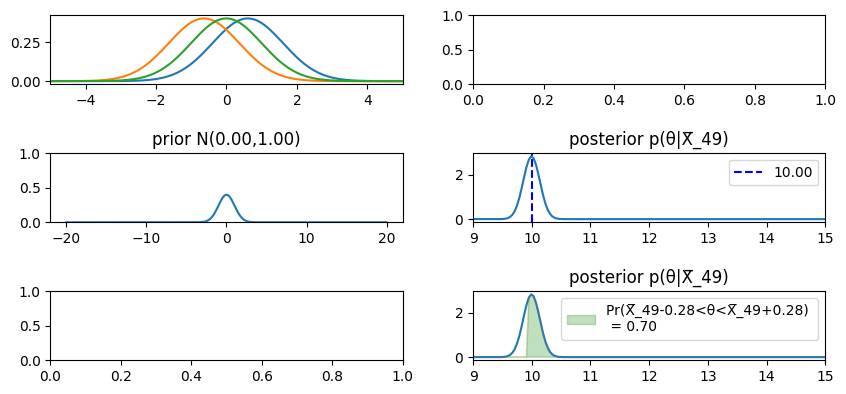 0.25
0.00
−4 −2 0 2 4
1.0
0.5
0.0
0.0 0.2 0.4 0.6 0.8 1.0
prior N(0.00,1.00)
1.0
0.5
0.0
−20 −10 0 10 20
posterior p(θ|X̄_49)
10.00
2
0
9 10 11 12 13 14 15
1.0
0.5
0.0
0.0 0.2 0.4 0.6 0.8 1.0
posterior p(θ|X̄_49)
Pr(X̄_49-0.28<θ<X̄_49+0.28)
= 0.70
2
0
9 10 11 12 13 14 15